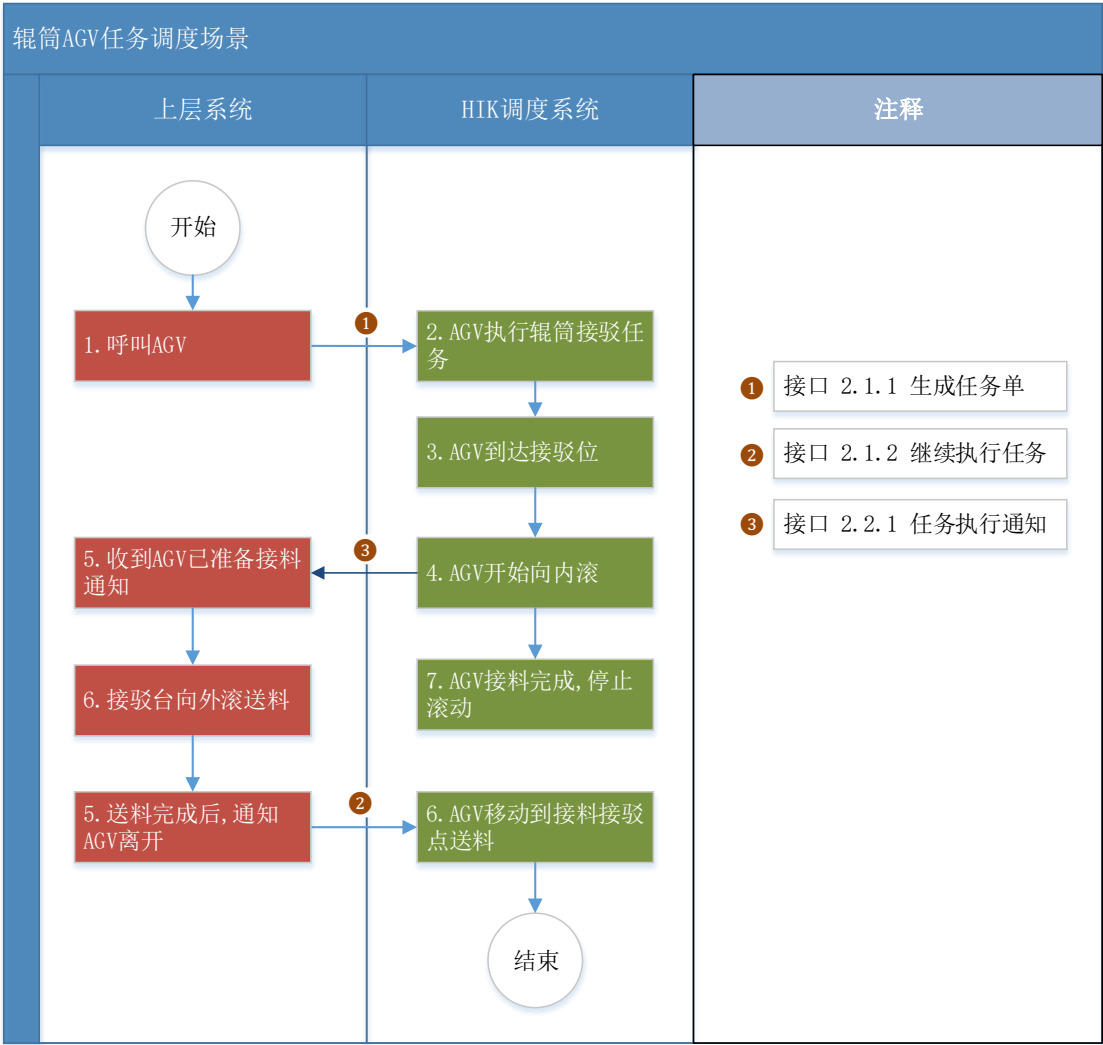 辊筒AGV任务调度场景
上层系统
HIK调度系统
注释
开始
1.呼叫AGV
❶
2.AGV执行辊筒接驳任
务
3.AGV到达接驳位
❶ 接口 2.1.1 生成任务单
❷ 接口 2.1.2 继续执行任务
❸ 接口 2.2.1 任务执行通知
❸
4.AGV开始向内滚
5.收到AGV已准备接料
通知
6.接驳台向外滚送料
7.AGV接料完成,停止
滚动
5.送料完成后,通知
AGV离开
❷
6.AGV移动到接料接驳
点送料
结束